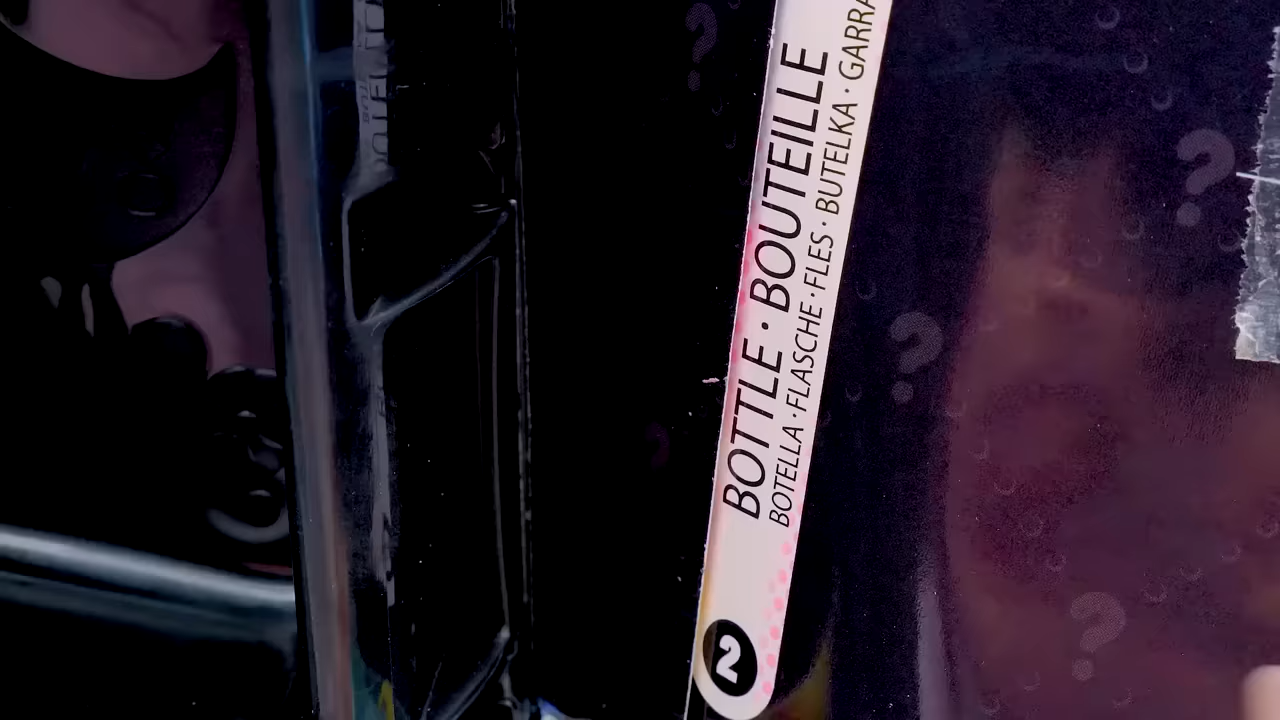 BOTTLE · BOUTEILLE
BOTELLA · FLASCHE · FLES · BUTELKA · GARRA
2
?
?
?
?